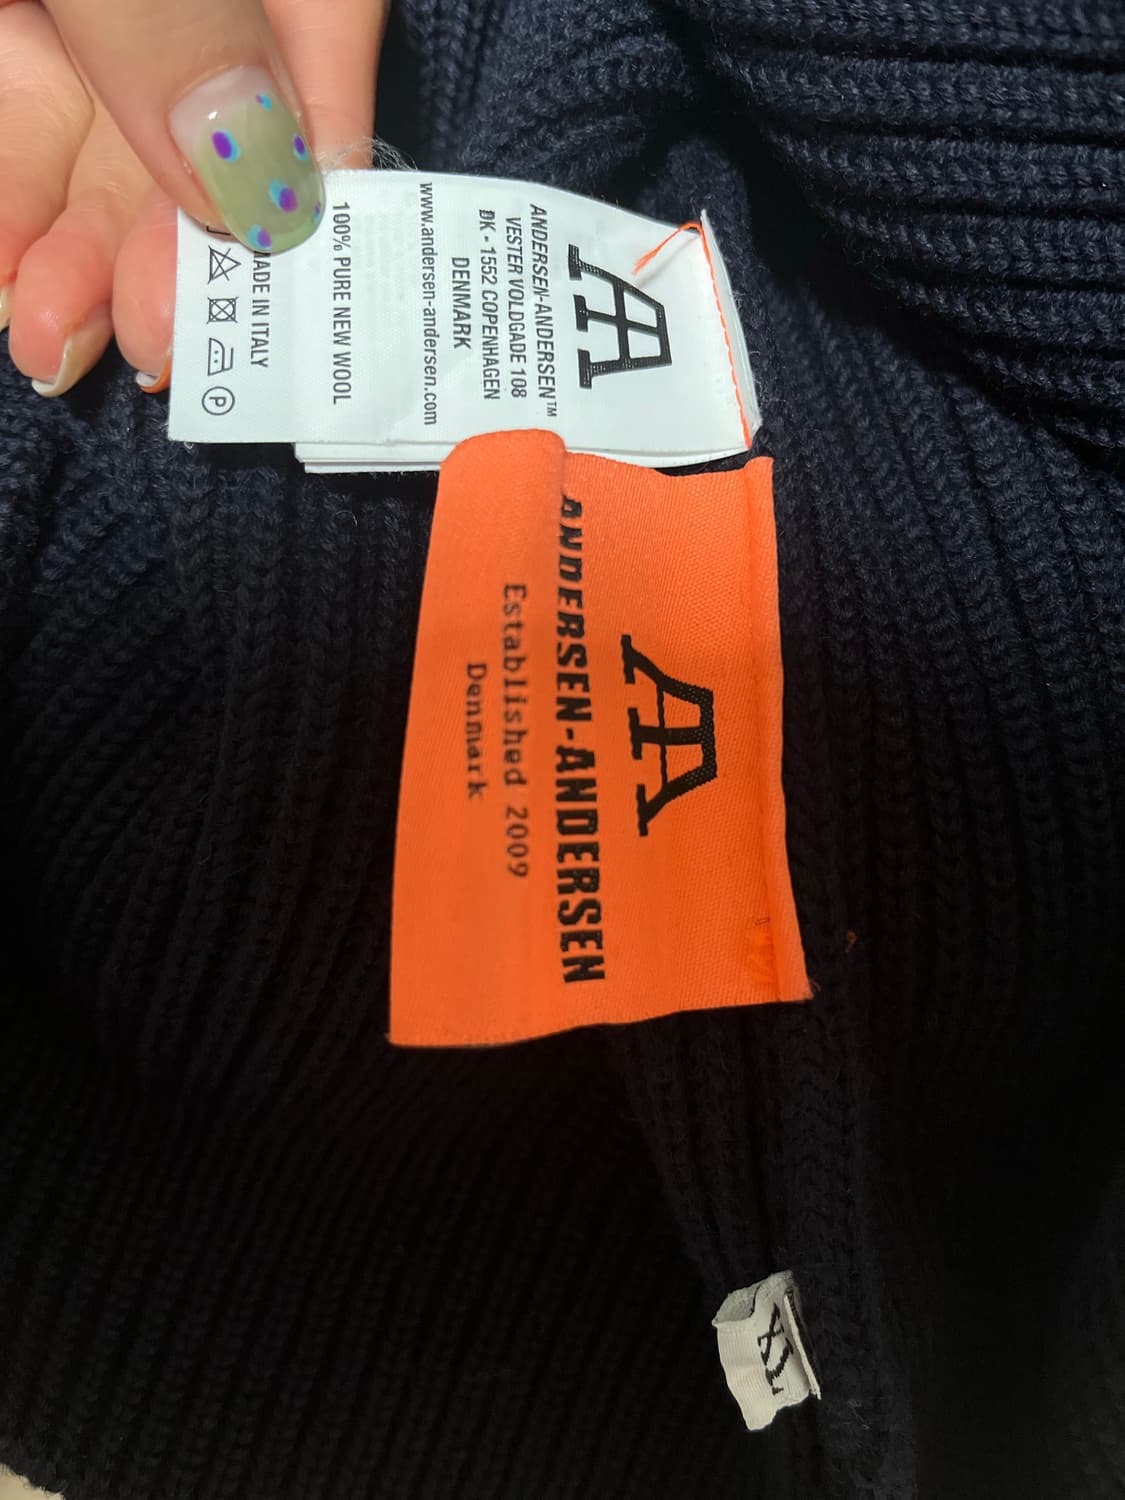 ANDERSEN-ANDERSEN™
VESTER VOLDGADE 108
DK - 1552 COPENHAGEN
DENMARK
www.andersen-andersen.com
100% PURE NEW WOOL
MADE IN ITALY
P
ANDERSEN-ANDERSEN
Established 2009
Denmark
XL